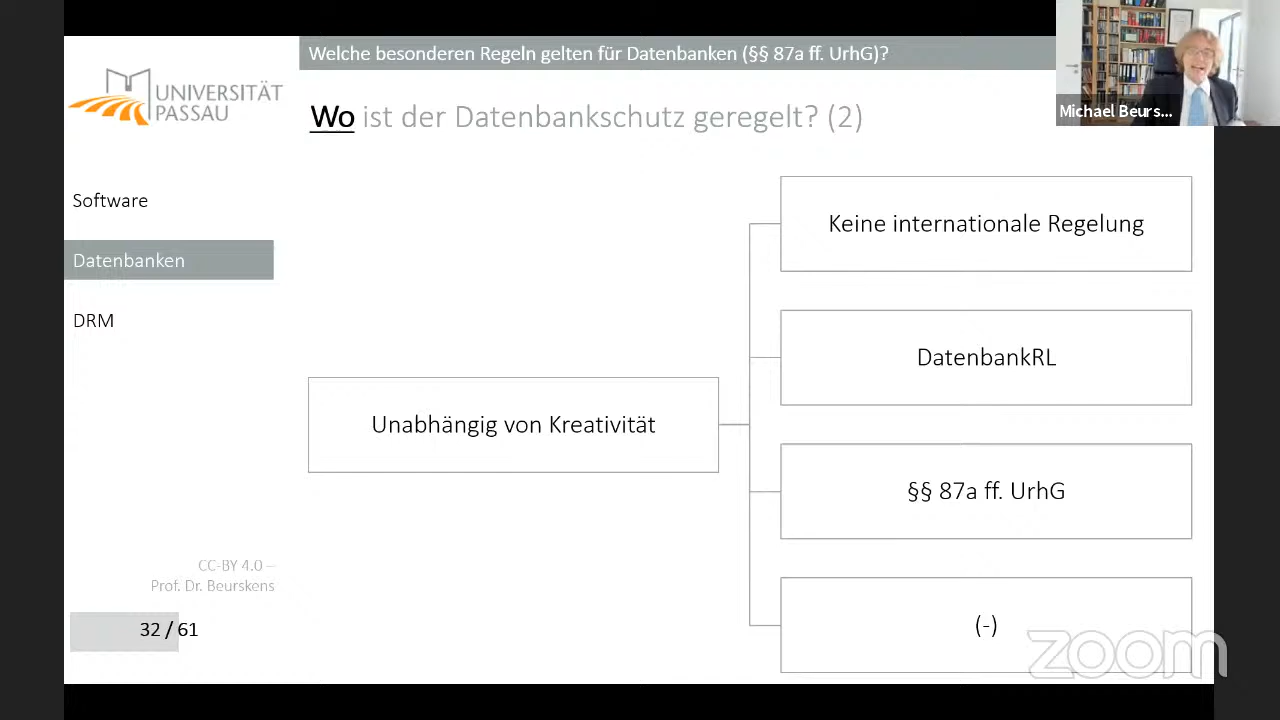 Welche besonderen Regeln gelten für Datenbanken (§§ 87a ff. UrhG)?
UNIVERSITÄT
PASSAU
Michael Beurs...
Wo ist der Datenbankschutz geregelt? (2)
Software
Datenbanken
DRM
Unabhängig von Kreativität
Keine internationale Regelung
DatenbankRL
§§ 87a ff. UrhG
(-)
CC-BY 4.0 –
Prof. Dr. Beurskens
32 / 61
zoom